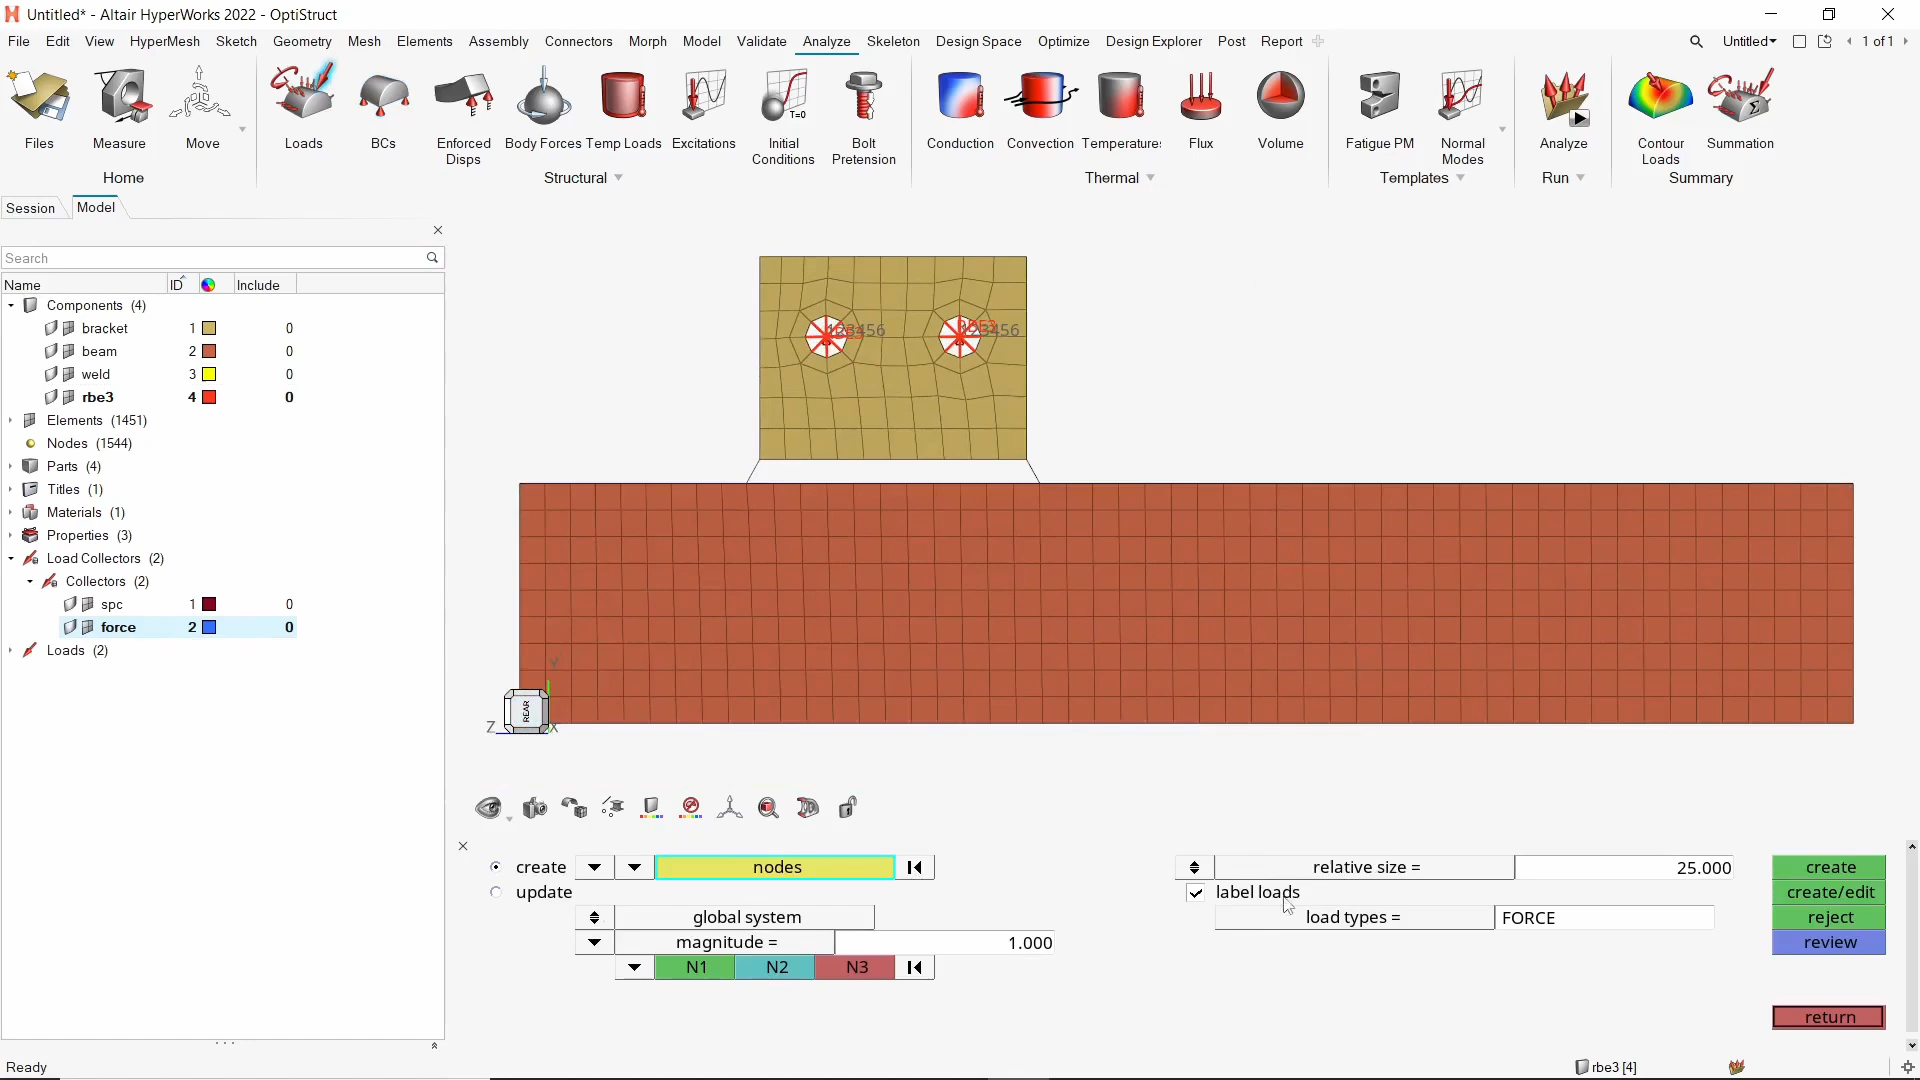 Untitled* - Altair HyperWorks 2022 - OptiStruct
File Edit View HyperMesh Sketch Geometry Mesh Elements Assembly Connectors Morph Model Validate Analyze Skeleton Design Space Optimize Design Explorer Post Report Untitled 1 of 1
T=0
Files Measure Move Loads BCs Enforced Disps Body Forces Temp Loads Excitations Initial Conditions Bolt Pretension Conduction Convection Temperatures Flux Volume Fatigue PM Normal Modes Analyze Contour Loads Summation
Home Structural Thermal Templates Run Summary
Session Model
Search
Name ID Include
Components (4)
bracket 1 0
beam 2 0
weld 3 0
rbe3 4 0
Elements (1451)
Nodes (1544)
Parts (4)
Titles (1)
Materials (1)
Properties (3)
Load Collectors (2)
Collectors (2)
spc 1 0
force 2 0
Loads (2)
123456
RBE3
123456
RBE3
Y
REAR
Z X
create nodes relative size = 25.000 create
update label loads create/edit
global system load types = FORCE reject
magnitude = 1.000 review
N1 N2 N3
return
Ready rbe3 [4]